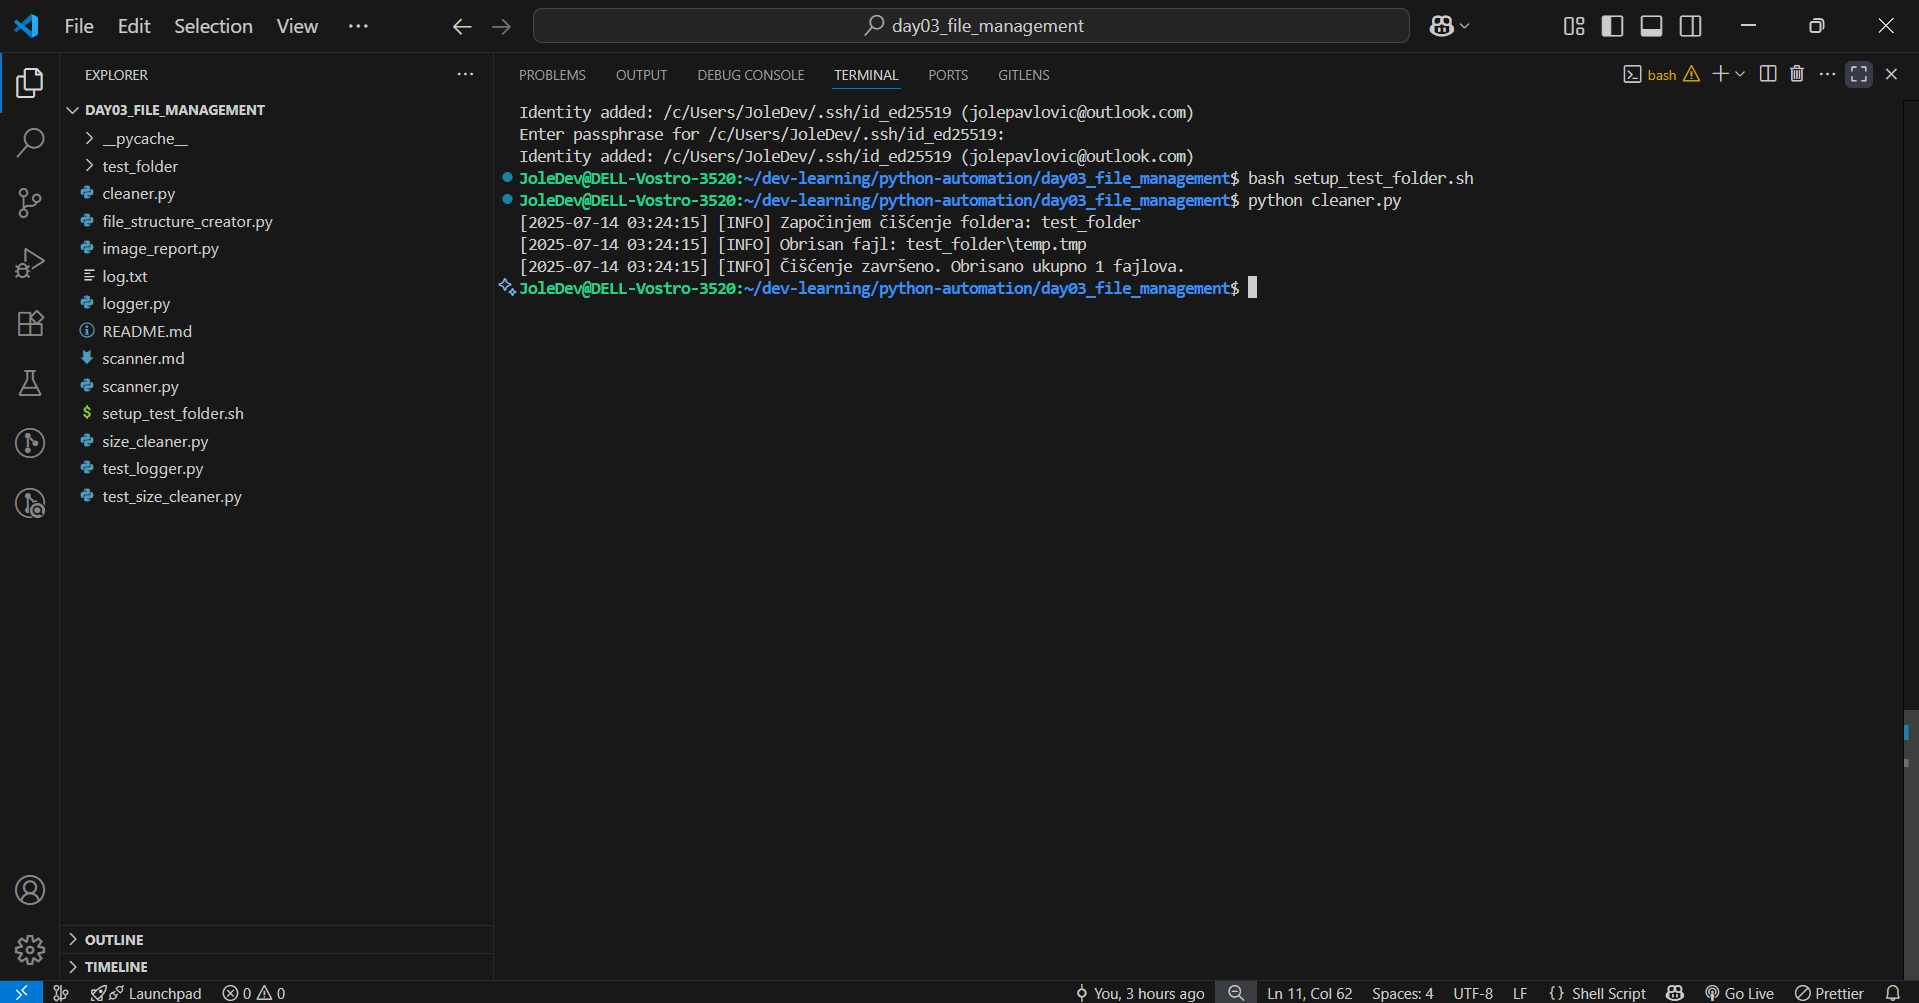 File Edit Selection View ··· day03_file_management
EXPLORER ···
DAY03_FILE_MANAGEMENT
__pycache__
test_folder
cleaner.py
file_structure_creator.py
image_report.py
log.txt
logger.py
README.md
scanner.md
scanner.py
$ setup_test_folder.sh
size_cleaner.py
test_logger.py
test_size_cleaner.py
OUTLINE
TIMELINE
PROBLEMS OUTPUT DEBUG CONSOLE TERMINAL PORTS GITLENS bash
Identity added: /c/Users/JoleDev/.ssh/id_ed25519 (jolepavlovic@outlook.com)
Enter passphrase for /c/Users/JoleDev/.ssh/id_ed25519:
Identity added: /c/Users/JoleDev/.ssh/id_ed25519 (jolepavlovic@outlook.com)
JoleDev@DELL-Vostro-3520:~/dev-learning/python-automation/day03_file_management$ bash setup_test_folder.sh
JoleDev@DELL-Vostro-3520:~/dev-learning/python-automation/day03_file_management$ python cleaner.py
[2025-07-14 03:24:15] [INFO] Započinjem čišćenje foldera: test_folder
[2025-07-14 03:24:15] [INFO] Obrisan fajl: test_folder\temp.tmp
[2025-07-14 03:24:15] [INFO] Čišćenje završeno. Obrisano ukupno 1 fajlova.
JoleDev@DELL-Vostro-3520:~/dev-learning/python-automation/day03_file_management$
Launchpad 0 0 You, 3 hours ago Ln 11, Col 62 Spaces: 4 UTF-8 LF {} Shell Script Go Live Prettier